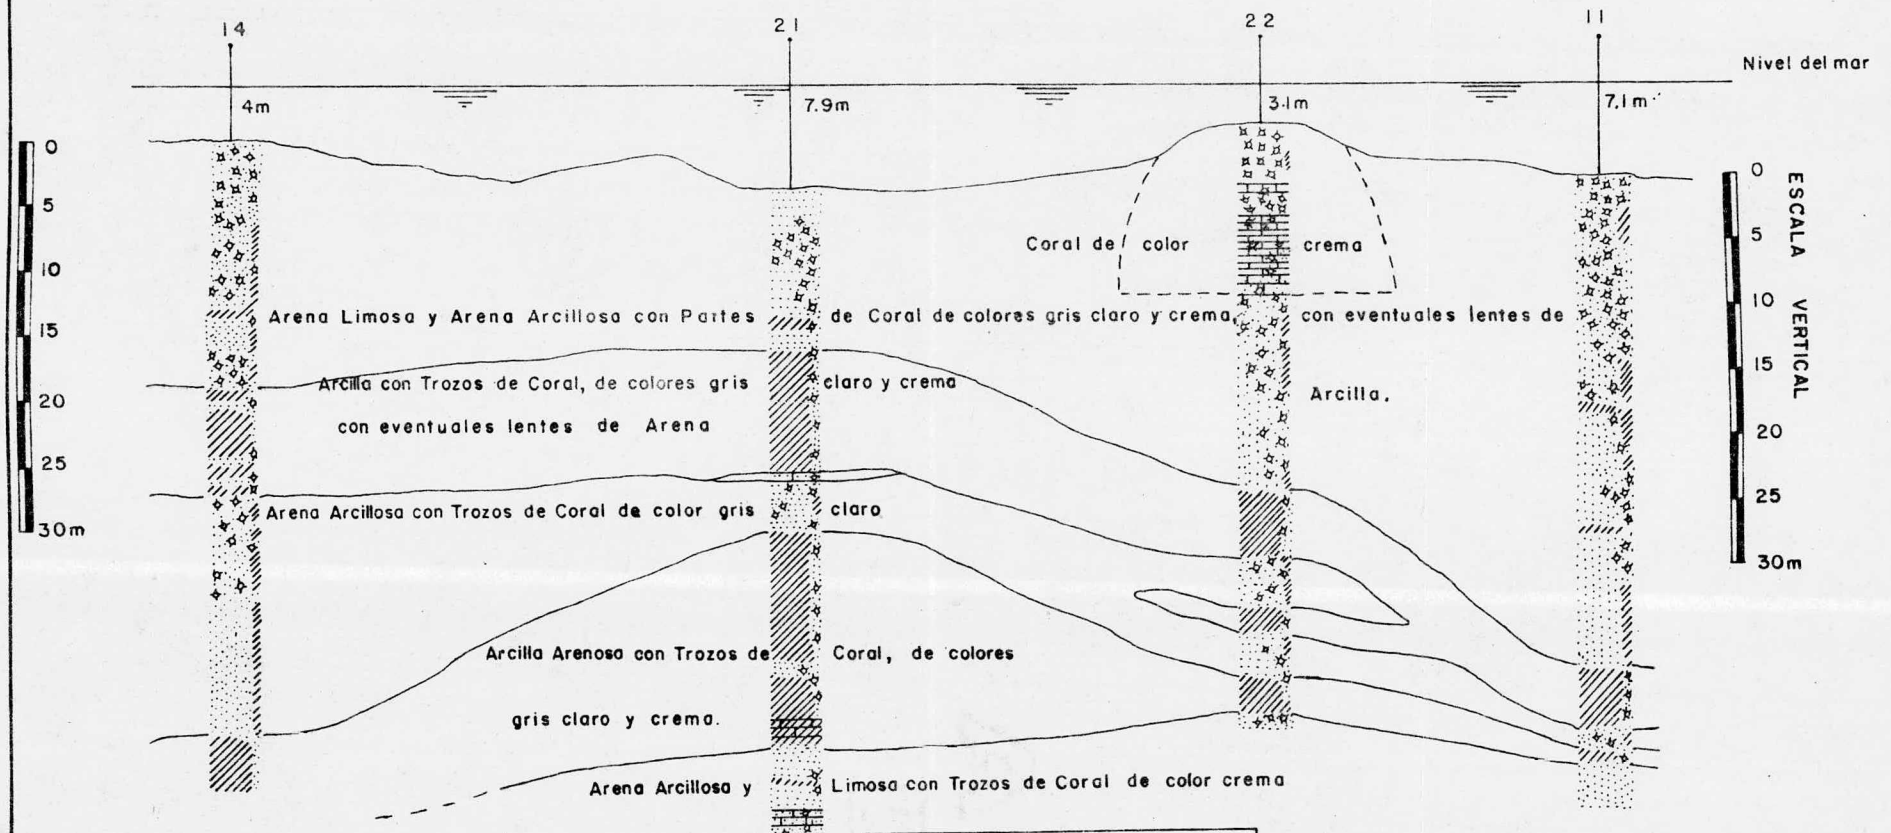 14 21 22 11
Nivel del mar
4m 7.9m 3.1m 7.1m
0
5
10
15
20
25
30m
0
5
10
15
20
25
30m
ESCALA VERTICAL
Coral de color crema
Arena Limosa y Arena Arcillosa con Partes de Coral de colores gris claro y crema, con eventuales lentes de
Arcilla.
Arcilla con Trozos de Coral, de colores gris claro y crema
con eventuales lentes de Arena
Arena Arcillosa con Trozos de Coral de color gris claro
Arcilla Arenosa con Trozos de Coral, de colores
gris claro y crema.
Arena Arcillosa y Limosa con Trozos de Coral de color crema